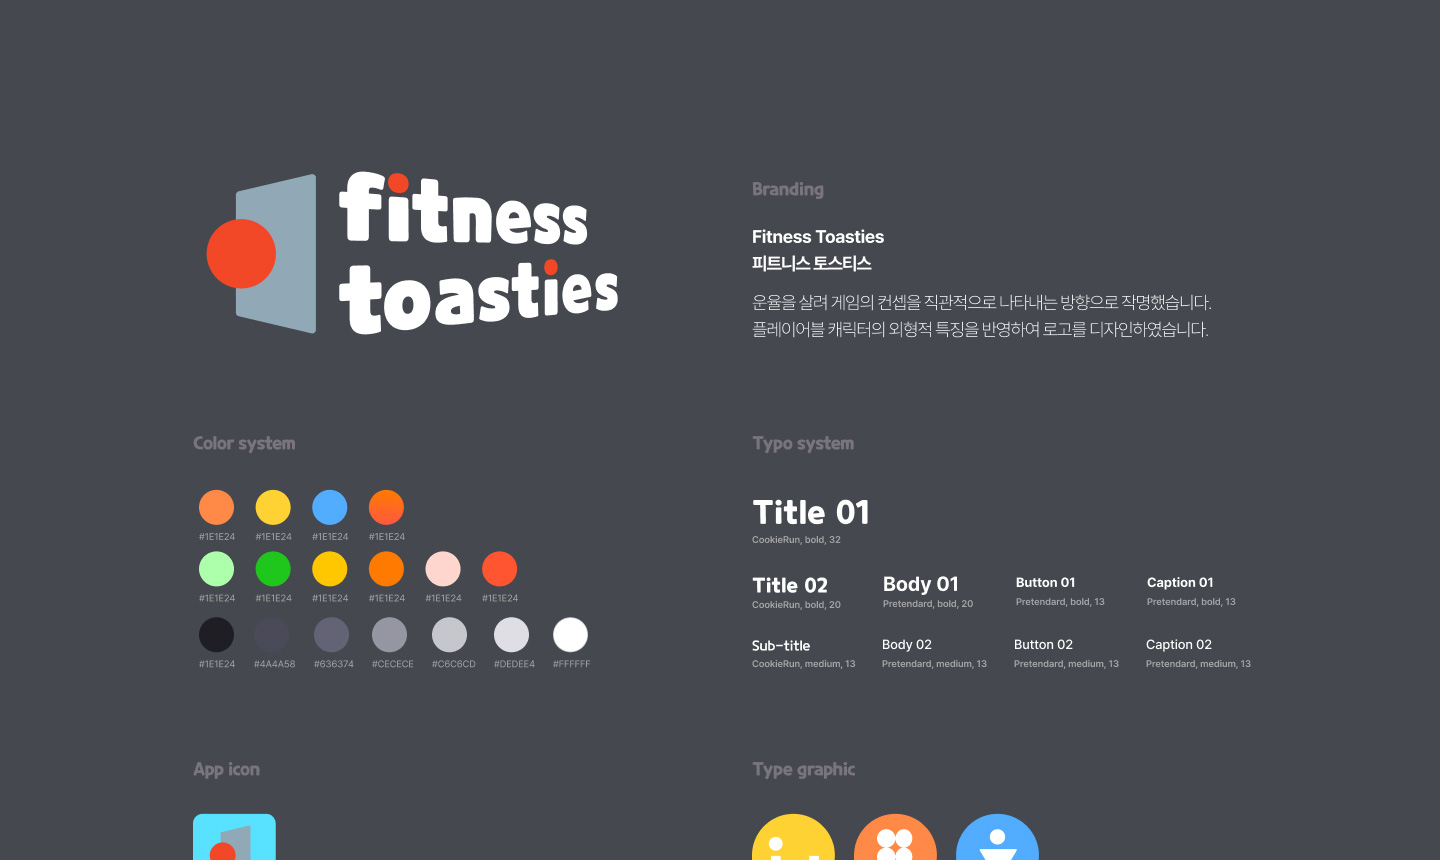 fitness
toasties
Branding
Fitness Toasties
피트니스 토스티스
운율을 살려 게임의 컨셉을 직관적으로 나타내는 방향으로 작명했습니다.
플레이어블 캐릭터의 외형적 특징을 반영하여 로고를 디자인하였습니다.
Color system
#1E1E24 #1E1E24 #1E1E24 #1E1E24
#1E1E24 #1E1E24 #1E1E24 #1E1E24 #1E1E24 #1E1E24
#1E1E24 #4A4A58 #636374 #CECECE #C6C6CD #DEDEE4 #FFFFFF
Typo system
Title 01
CookieRun, bold, 32
Title 02 Body 01 Button 01 Caption 01
CookieRun, bold, 20 Pretendard, bold, 20 Pretendard, bold, 13 Pretendard, bold, 13
Sub-title Body 02 Button 02 Caption 02
CookieRun, medium, 13 Pretendard, medium, 13 Pretendard, medium, 13 Pretendard, medium, 13
App icon
Type graphic